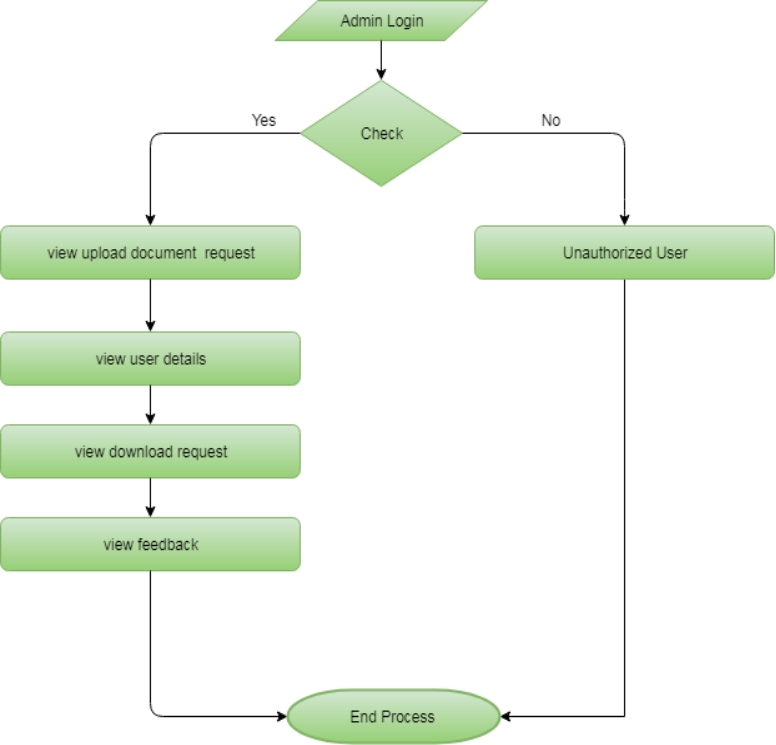 Admin Login
Check
Yes
No
view upload document request
Unauthorized User
view user details
view download request
view feedback
End Process